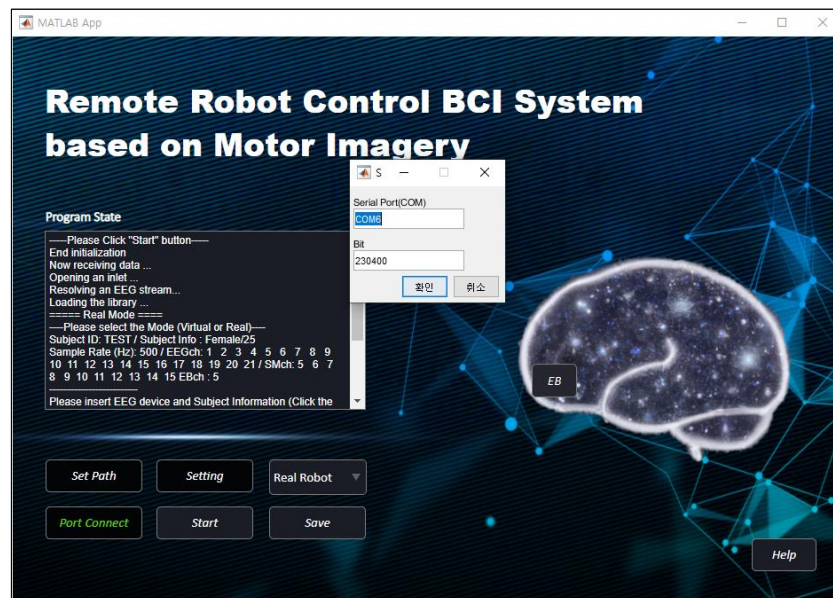 MATLAB App
Remote Robot Control BCI System
based on Motor Imagery
S
Serial Port(COM)
COM6
Bit
230400
확인
취소
Program State
-----Please Click "Start" button-----
End initialization
Now receiving data ...
Opening an inlet ...
Resolving an EEG stream...
Loading the library ...
===== Real Mode ====
----Please select the Mode (Virtual or Real)----
Subject ID: TEST / Subject Info : Female/25
Sample Rate (Hz): 500 / EEGch: 1 2 3 4 5 6 7 8 9
10 11 12 13 14 15 16 17 18 19 20 21 / SMch: 5 6 7
8 9 10 11 12 13 14 15 EBch : 5
--------------------
Please insert EEG device and Subject Information (Click the
EB
Set Path
Setting
Real Robot
Port Connect
Start
Save
Help